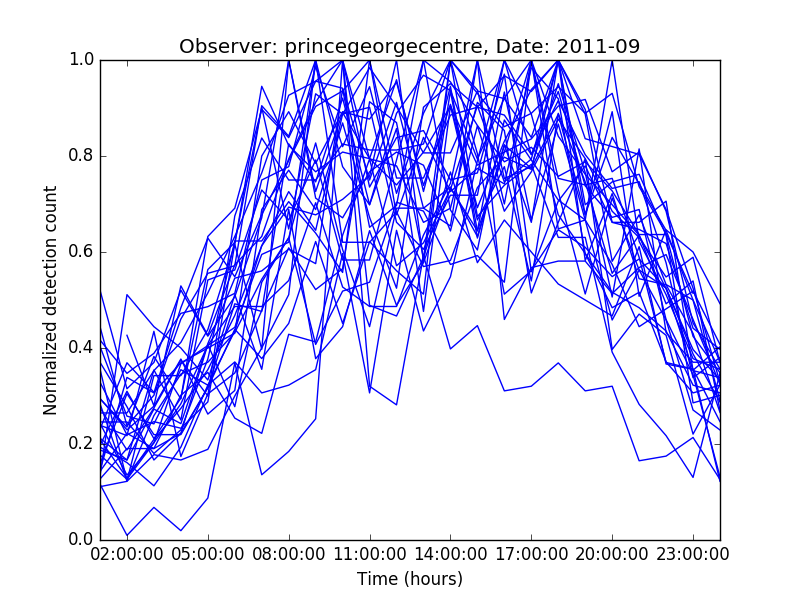 Observer: princegeorgecentre, Date: 2011-09
Normalized detection count
1.0
0.8
0.6
0.4
0.2
0.0
02:00:00 05:00:00 08:00:00 11:00:00 14:00:00 17:00:00 20:00:00 23:00:00
Time (hours)